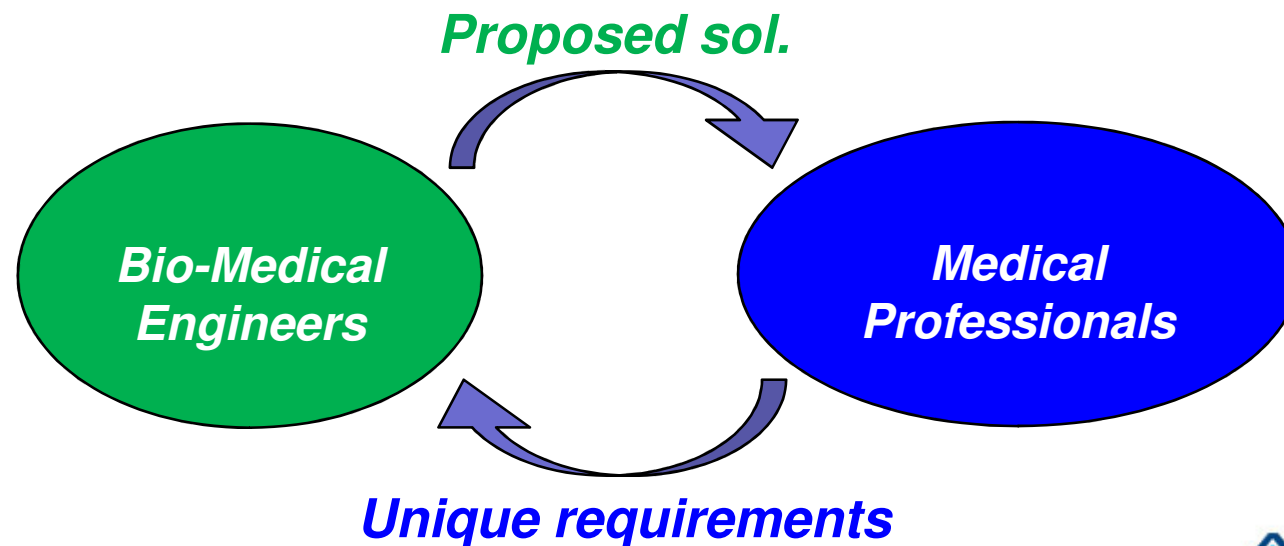 Proposed sol.
Bio-Medical
Engineers
Medical
Professionals
Unique requirements